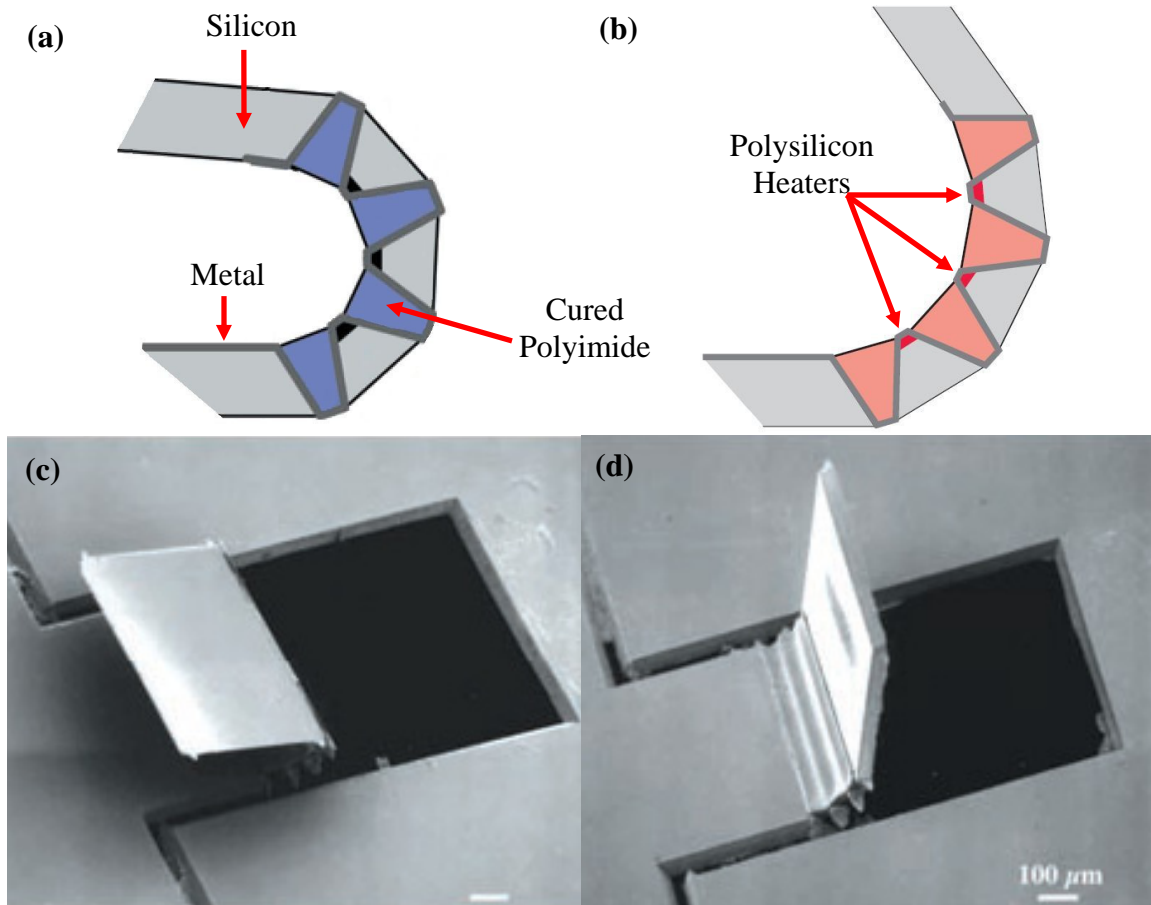 (a)
Silicon
Metal
Cured
Polyimide
(b)
Polysilicon
Heaters
(c)
(d)
100 μm